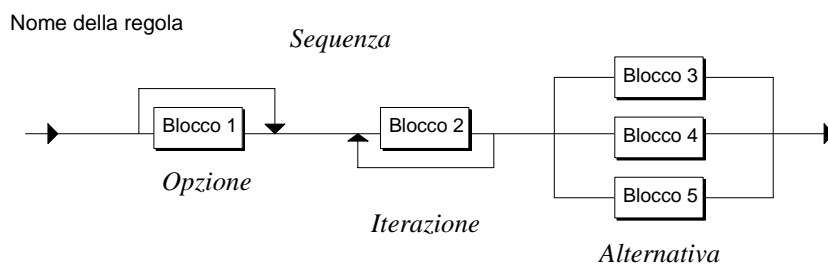 Nome della regola
Sequenza
Blocco 1
Blocco 2
Blocco 3
Blocco 4
Blocco 5
Opzione
Iterazione
Alternativa